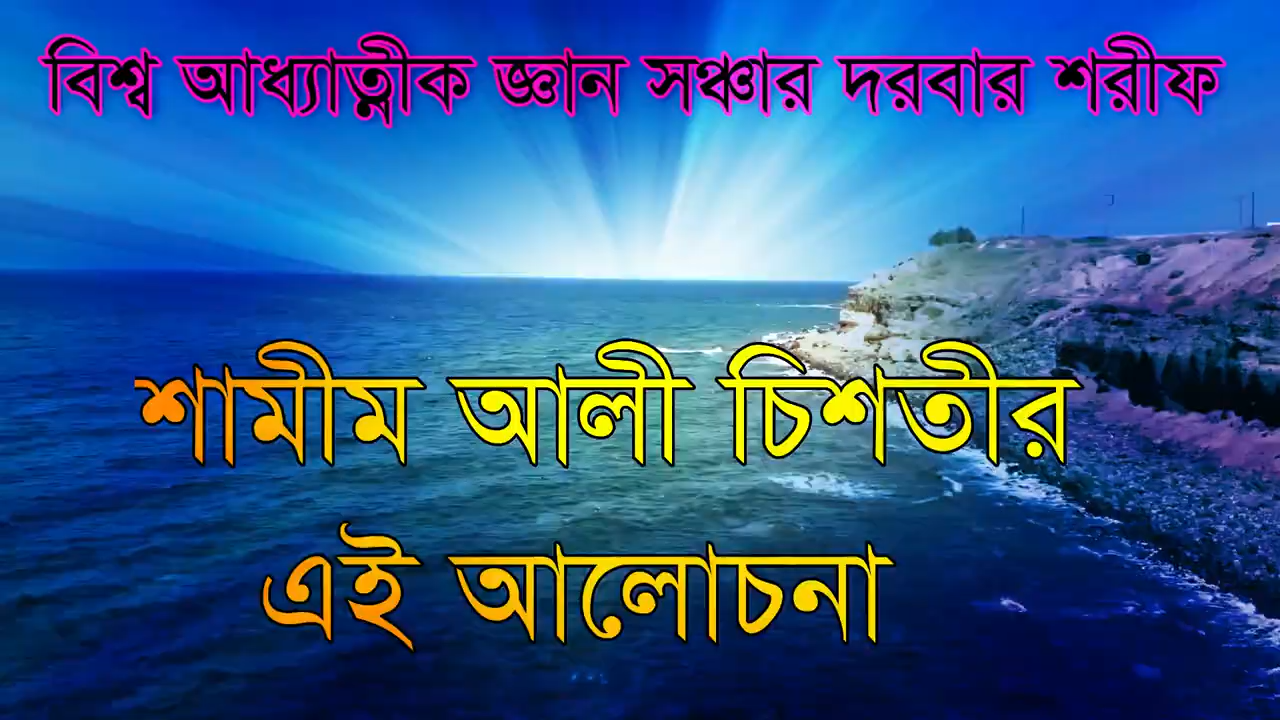 বিশ্ব আধ্যাত্নীক জ্ঞান সঞ্চার দরবার শরীফ
শামীম আলী চিশতীর
এই আলোচনা